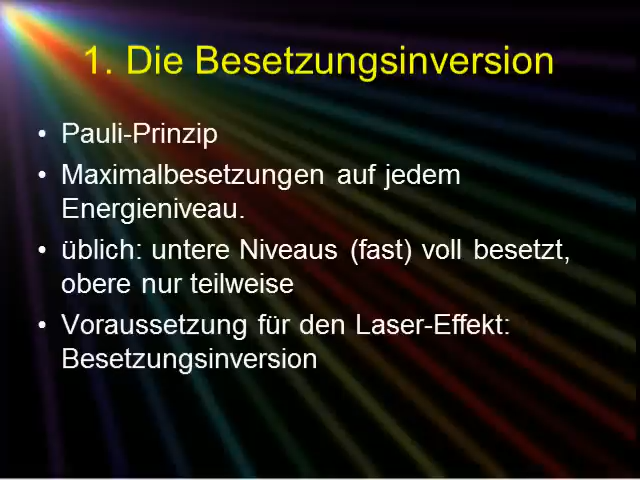 1. Die Besetzungsinversion
• Pauli-Prinzip
• Maximalbesetzungen auf jedem
Energieniveau.
• üblich: untere Niveaus (fast) voll besetzt,
obere nur teilweise
• Voraussetzung für den Laser-Effekt:
Besetzungsinversion